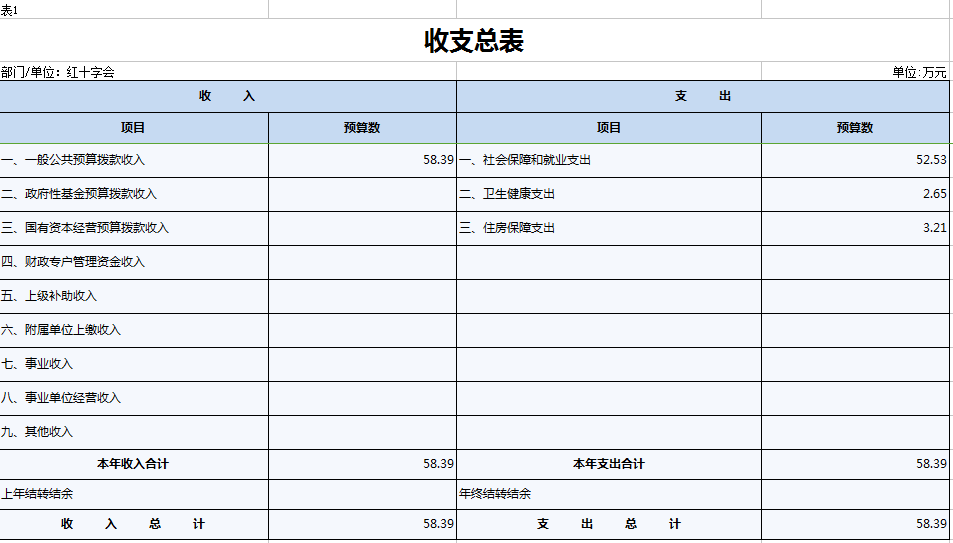 表1
收支总表
部门/单位：红十字会 单位:万元
收 入 支 出
项目 预算数 项目 预算数
一、一般公共预算拨款收入 58.39 一、社会保障和就业支出 52.53
二、政府性基金预算拨款收入 二、卫生健康支出 2.65
三、国有资本经营预算拨款收入 三、住房保障支出 3.21
四、财政专户管理资金收入
五、上级补助收入
六、附属单位上缴收入
七、事业收入
八、事业单位经营收入
九、其他收入
本年收入合计 58.39 本年支出合计 58.39
上年结转结余 年终结转结余
收 入 总 计 58.39 支 出 总 计 58.39